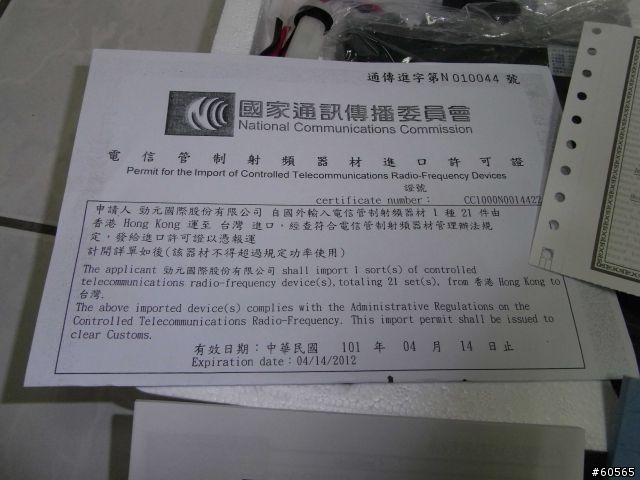 通傳進字第N010044 號
國家通訊傳播委員會
National Communications Commission
電信管制射頻器材進口許可證
Permit for the Import of Controlled Telecommunications Radio-Frequency Devices
證號
certificate number： CC1000N0014422
申請人 勁元國際股份有限公司 自國外輸入電信管制射頻器材 1 種 21 件由
香港 Hong Kong 運至 台灣 進口，經查符合電信管制射頻器材管理辦法規
定，發給進口許可證以憑報運
計開詳單如後(該器材不得超過規定功率使用)
The applicant 勁元國際股份有限公司 shall import 1 sort(s) of controlled
telecommunications radio-frequency device(s), totaling 21 set(s), from 香港 Hong Kong to
台灣.
The above imported device(s) complies with the Administrative Regulations on the
Controlled Telecommunications Radio-Frequency. This import permit shall be issued to
clear Customs.
有效日期：中華民國 101 年 04 月 14 日止
Expiration date：04/14/2012
#60565